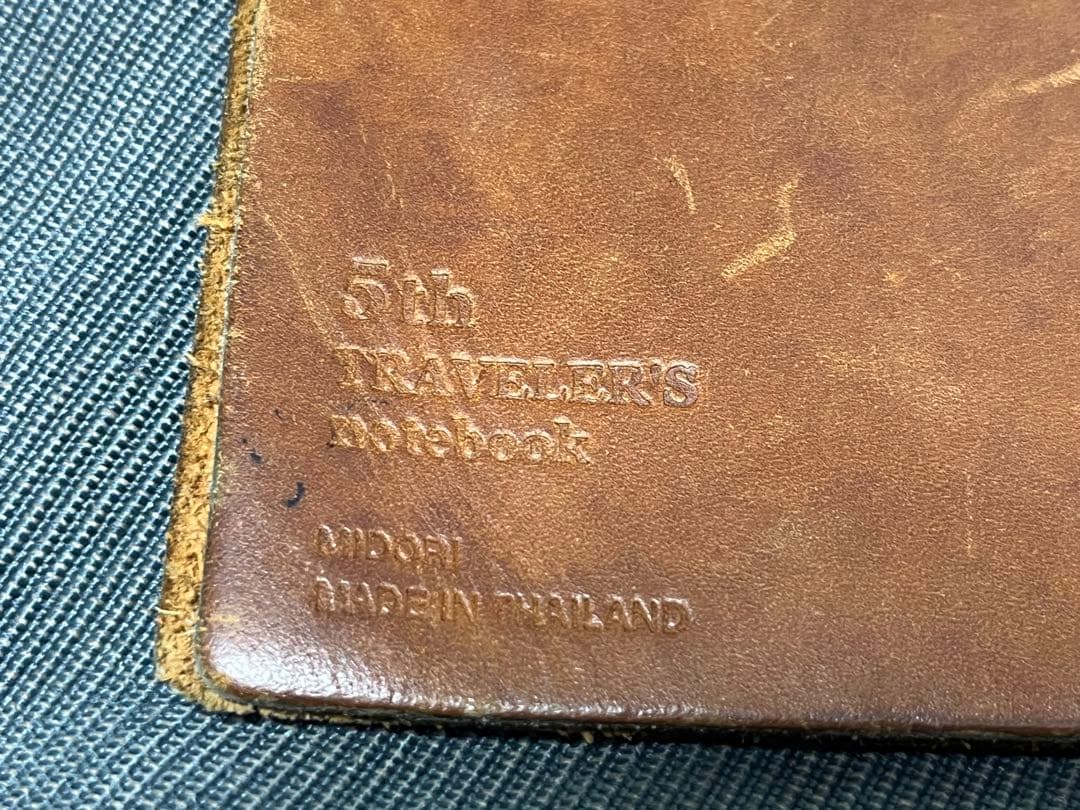 5th
TRAVELER'S
notebook
MIDORI
MADE IN THAILAND